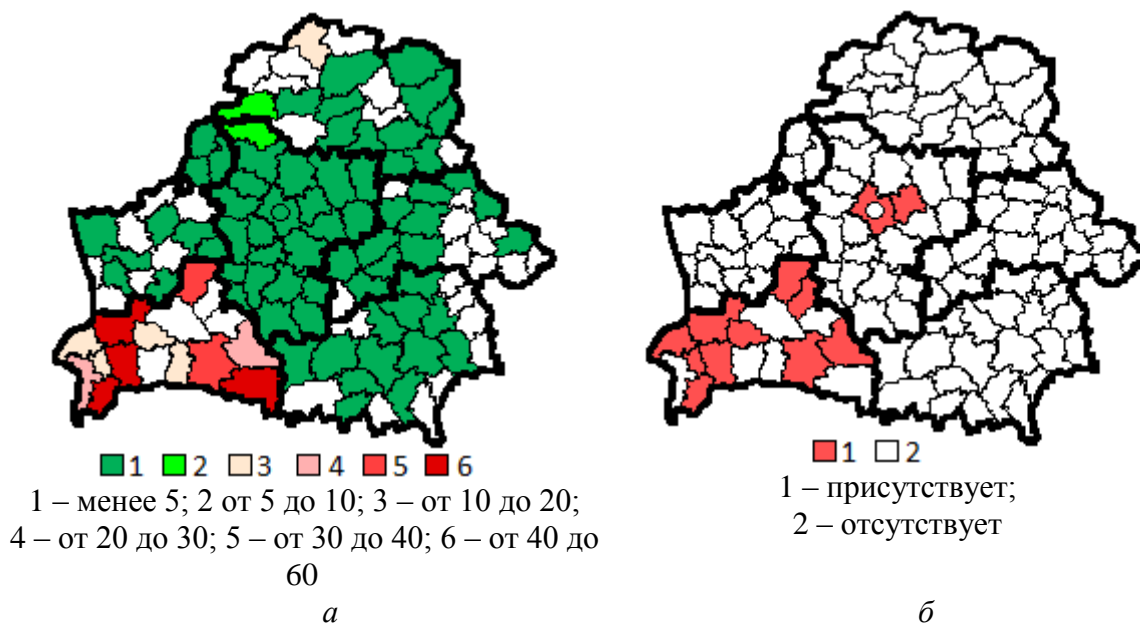 1 2 3 4 5 6
1 – менее 5; 2 от 5 до 10; 3 – от 10 до 20;
4 – от 20 до 30; 5 – от 30 до 40; 6 – от 40 до
60
а
1 2
1 – присутствует;
2 – отсутствует
б